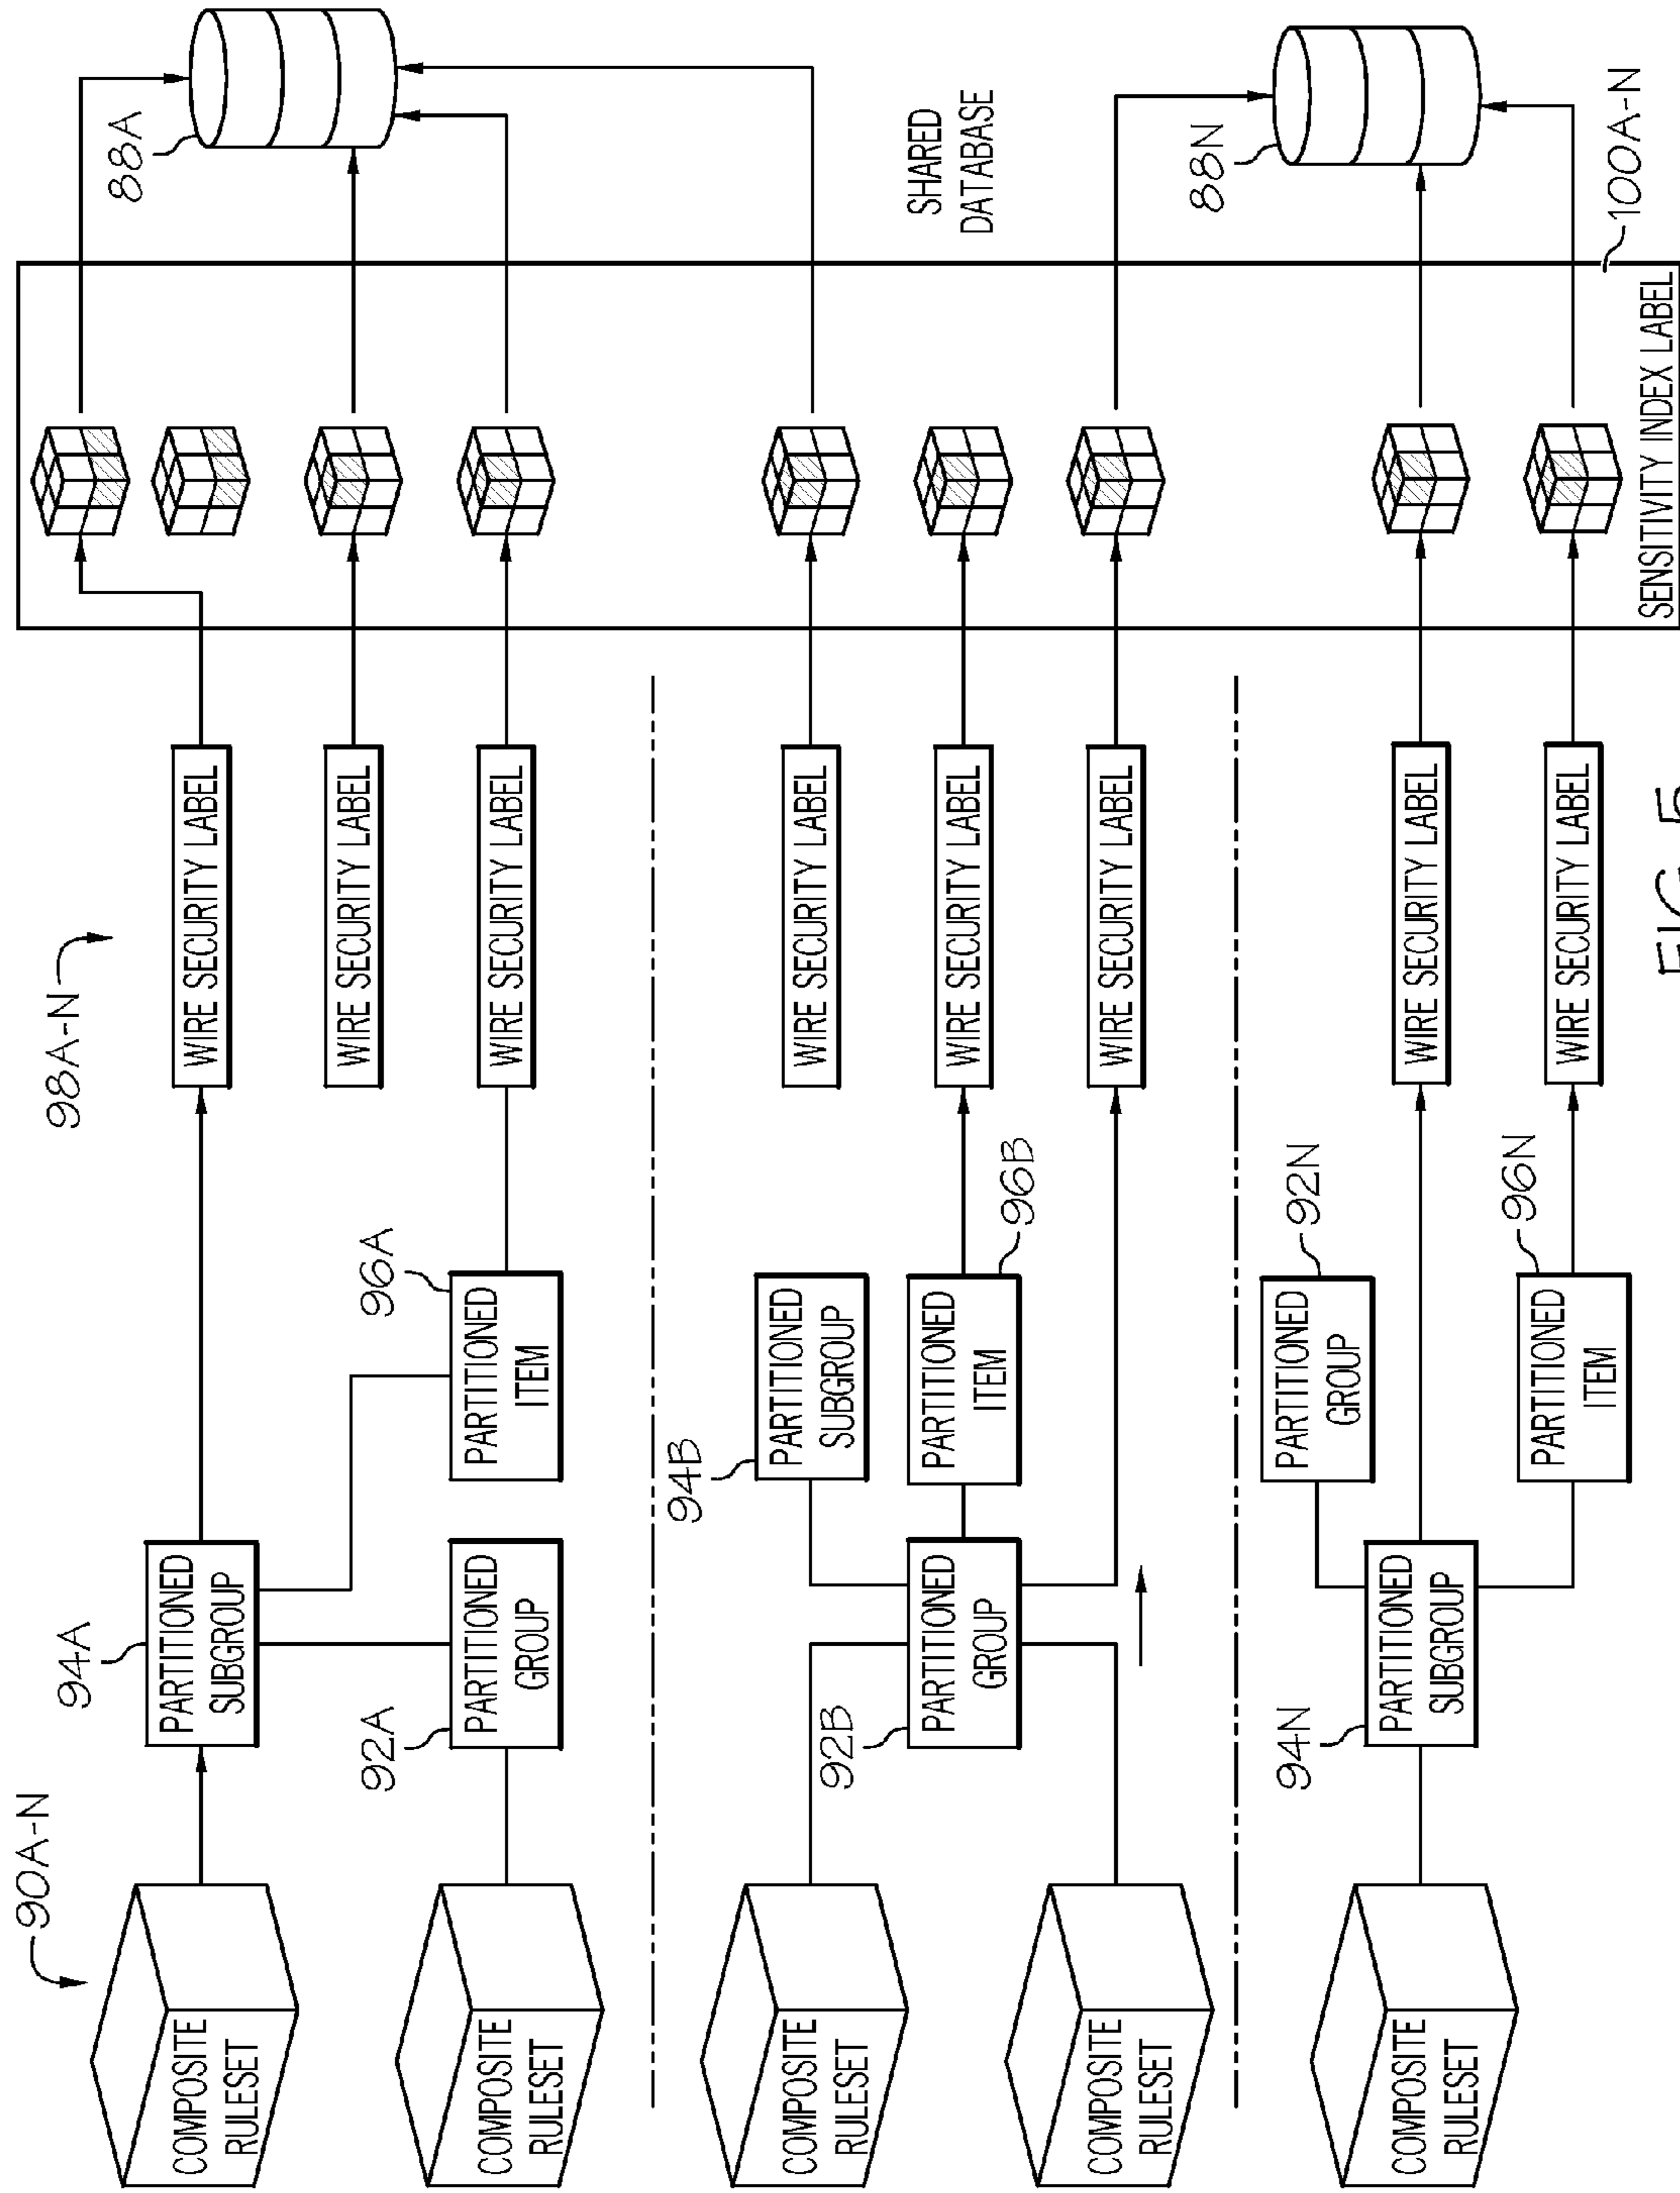 90A-N
COMPOSITE
RULESET
COMPOSITE
RULESET
COMPOSITE
RULESET
COMPOSITE
RULESET
COMPOSITE
RULESET
94N
PARTITIONED
SUBGROUP
92B
PARTITIONED
GROUP
92A
PARTITIONED
GROUP
94A
PARTITIONED
SUBGROUP
PARTITIONED
ITEM
96N
PARTITIONED
GROUP
92N
PARTITIONED
ITEM
96B
94B
PARTITIONED
SUBGROUP
PARTITIONED
ITEM
96A
98A-N
WIRE SECURITY LABEL
WIRE SECURITY LABEL
WIRE SECURITY LABEL
WIRE SECURITY LABEL
WIRE SECURITY LABEL
WIRE SECURITY LABEL
WIRE SECURITY LABEL
WIRE SECURITY LABEL
FIG. 5
SENSITIVITY INDEX LABEL
100A-N
88N
SHARED
DATABASE
88A